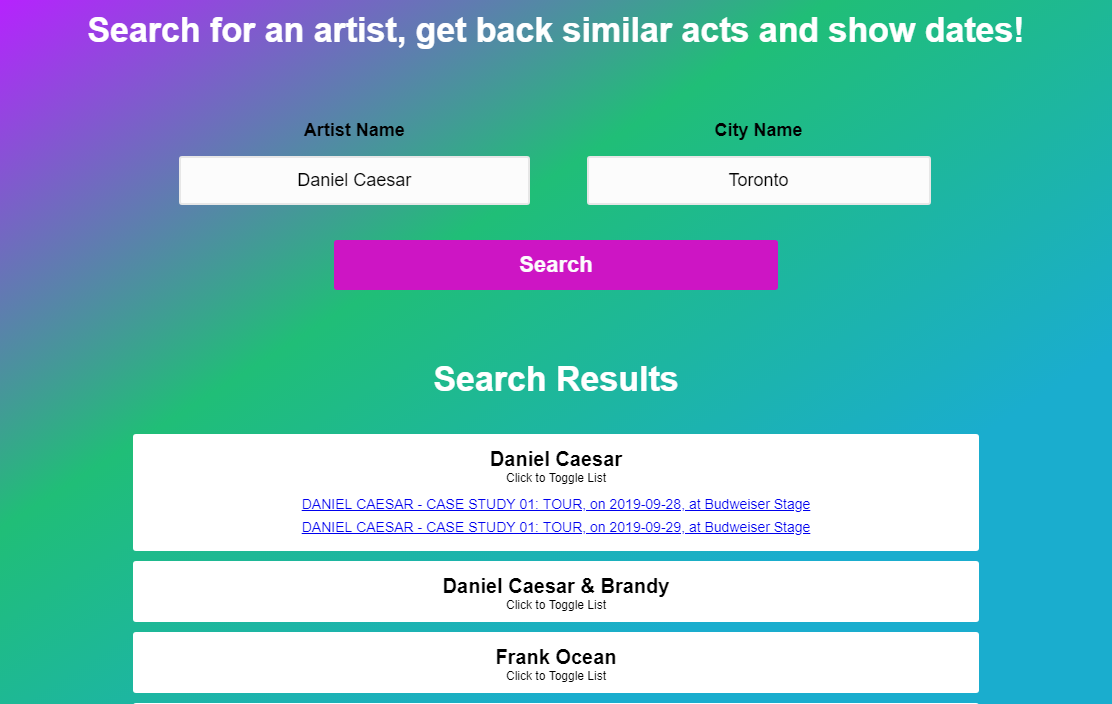 Search for an artist, get back similar acts and show dates!
Artist Name
City Name
Daniel Caesar
Toronto
Search
Search Results
Daniel Caesar
Click to Toggle List
DANIEL CAESAR - CASE STUDY 01: TOUR, on 2019-09-28, at Budweiser Stage
DANIEL CAESAR - CASE STUDY 01: TOUR, on 2019-09-29, at Budweiser Stage
Daniel Caesar & Brandy
Click to Toggle List
Frank Ocean
Click to Toggle List